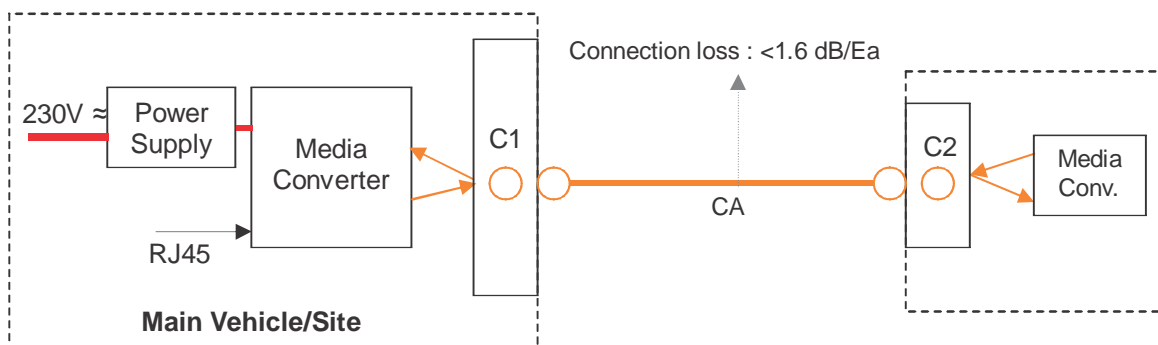 Connection loss : <1.6 dB/Ea
230V ≈
Power
Supply
Media
Converter
C1
C2
Media
Conv.
CA
RJ45
Main Vehicle/Site